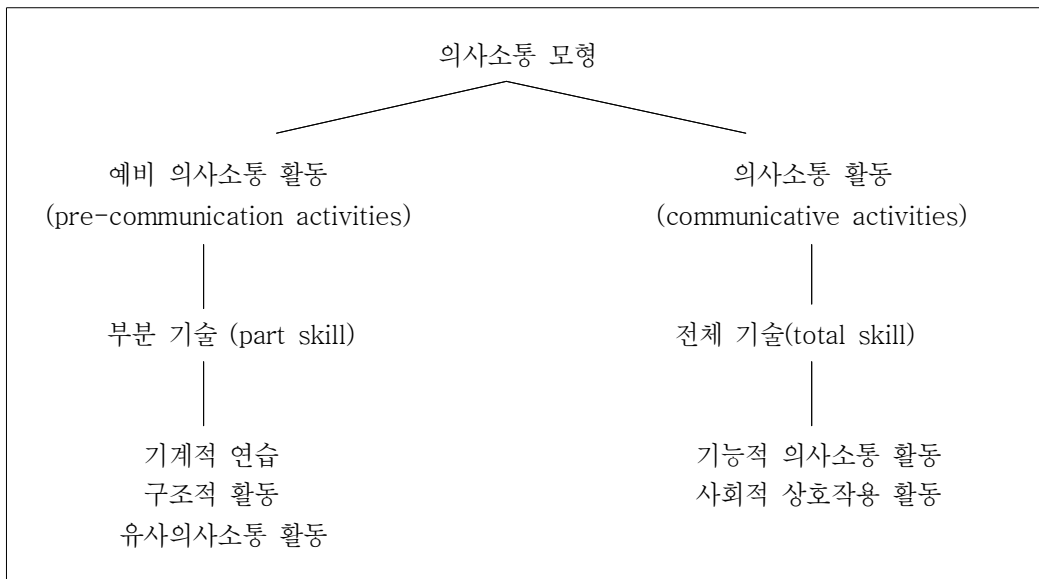 의사소통 모형
예비 의사소통 활동
(pre-communication activities)
의사소통 활동
(communicative activities)
부분 기술 (part skill)
전체 기술(total skill)
기계적 연습
구조적 활동
유사의사소통 활동
기능적 의사소통 활동
사회적 상호작용 활동